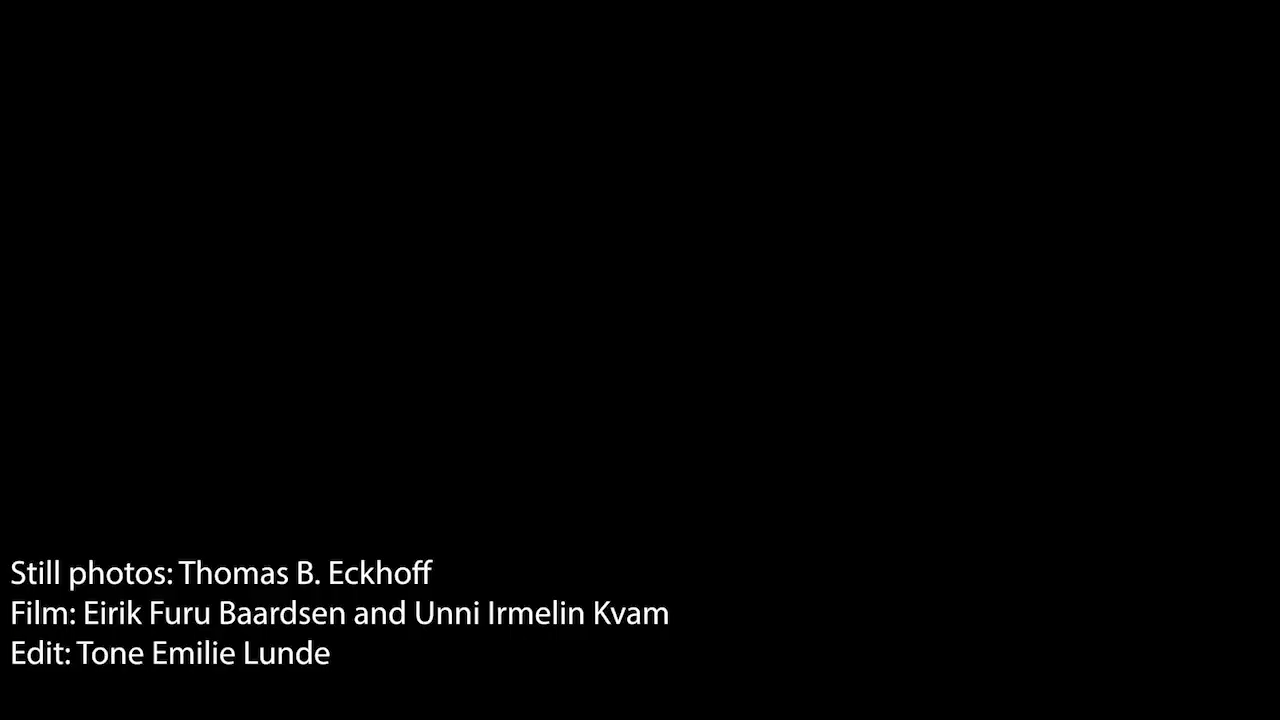 Still photos: Thomas B. Eckhoff
Film: Eirik Furu Baardsen and Unni Irmelin Kvam
Edit: Tone Emilie Lunde